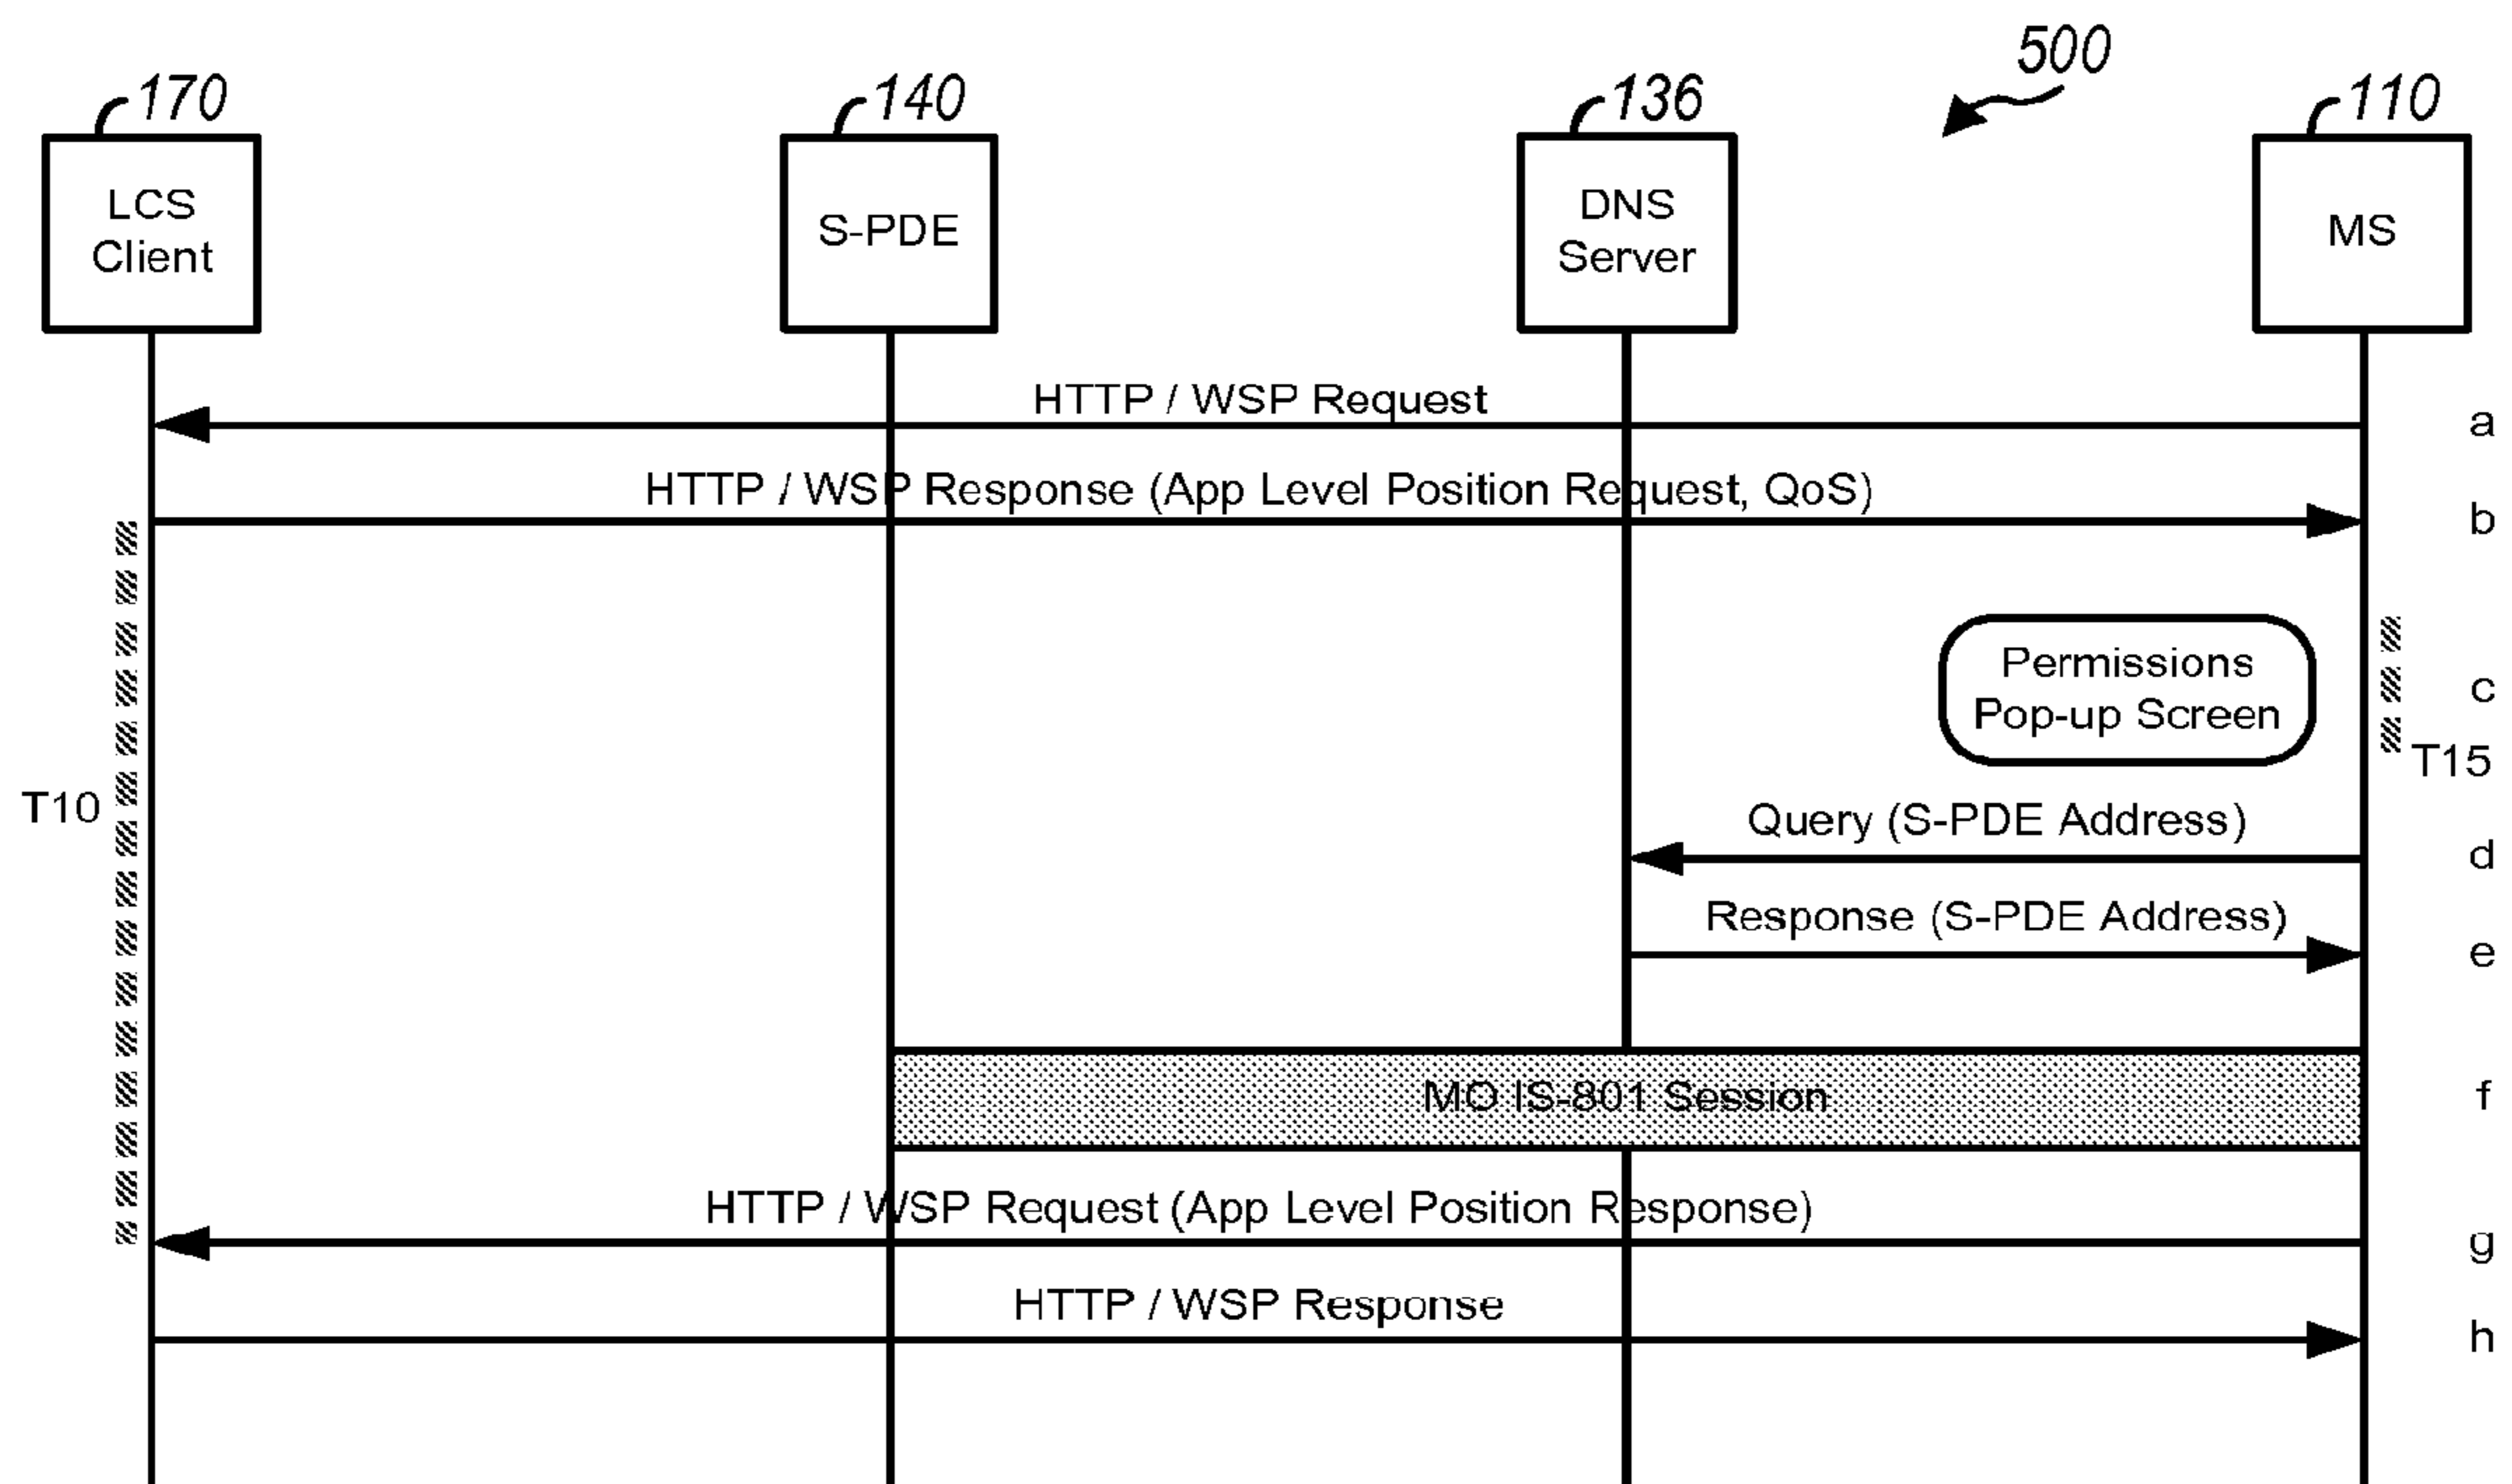 500
170
140
136
110
LCS
Client
S-PDE
DNS
Server
MS
HTTP / WSP Request
a
HTTP / WSP Response (App Level Position Request, QoS)
b
Permissions
Pop-up Screen
c
T15
T10
Query (S-PDE Address)
d
Response (S-PDE Address)
e
MO IS-801 Session
f
HTTP / WSP Request (App Level Position Response)
g
HTTP / WSP Response
h